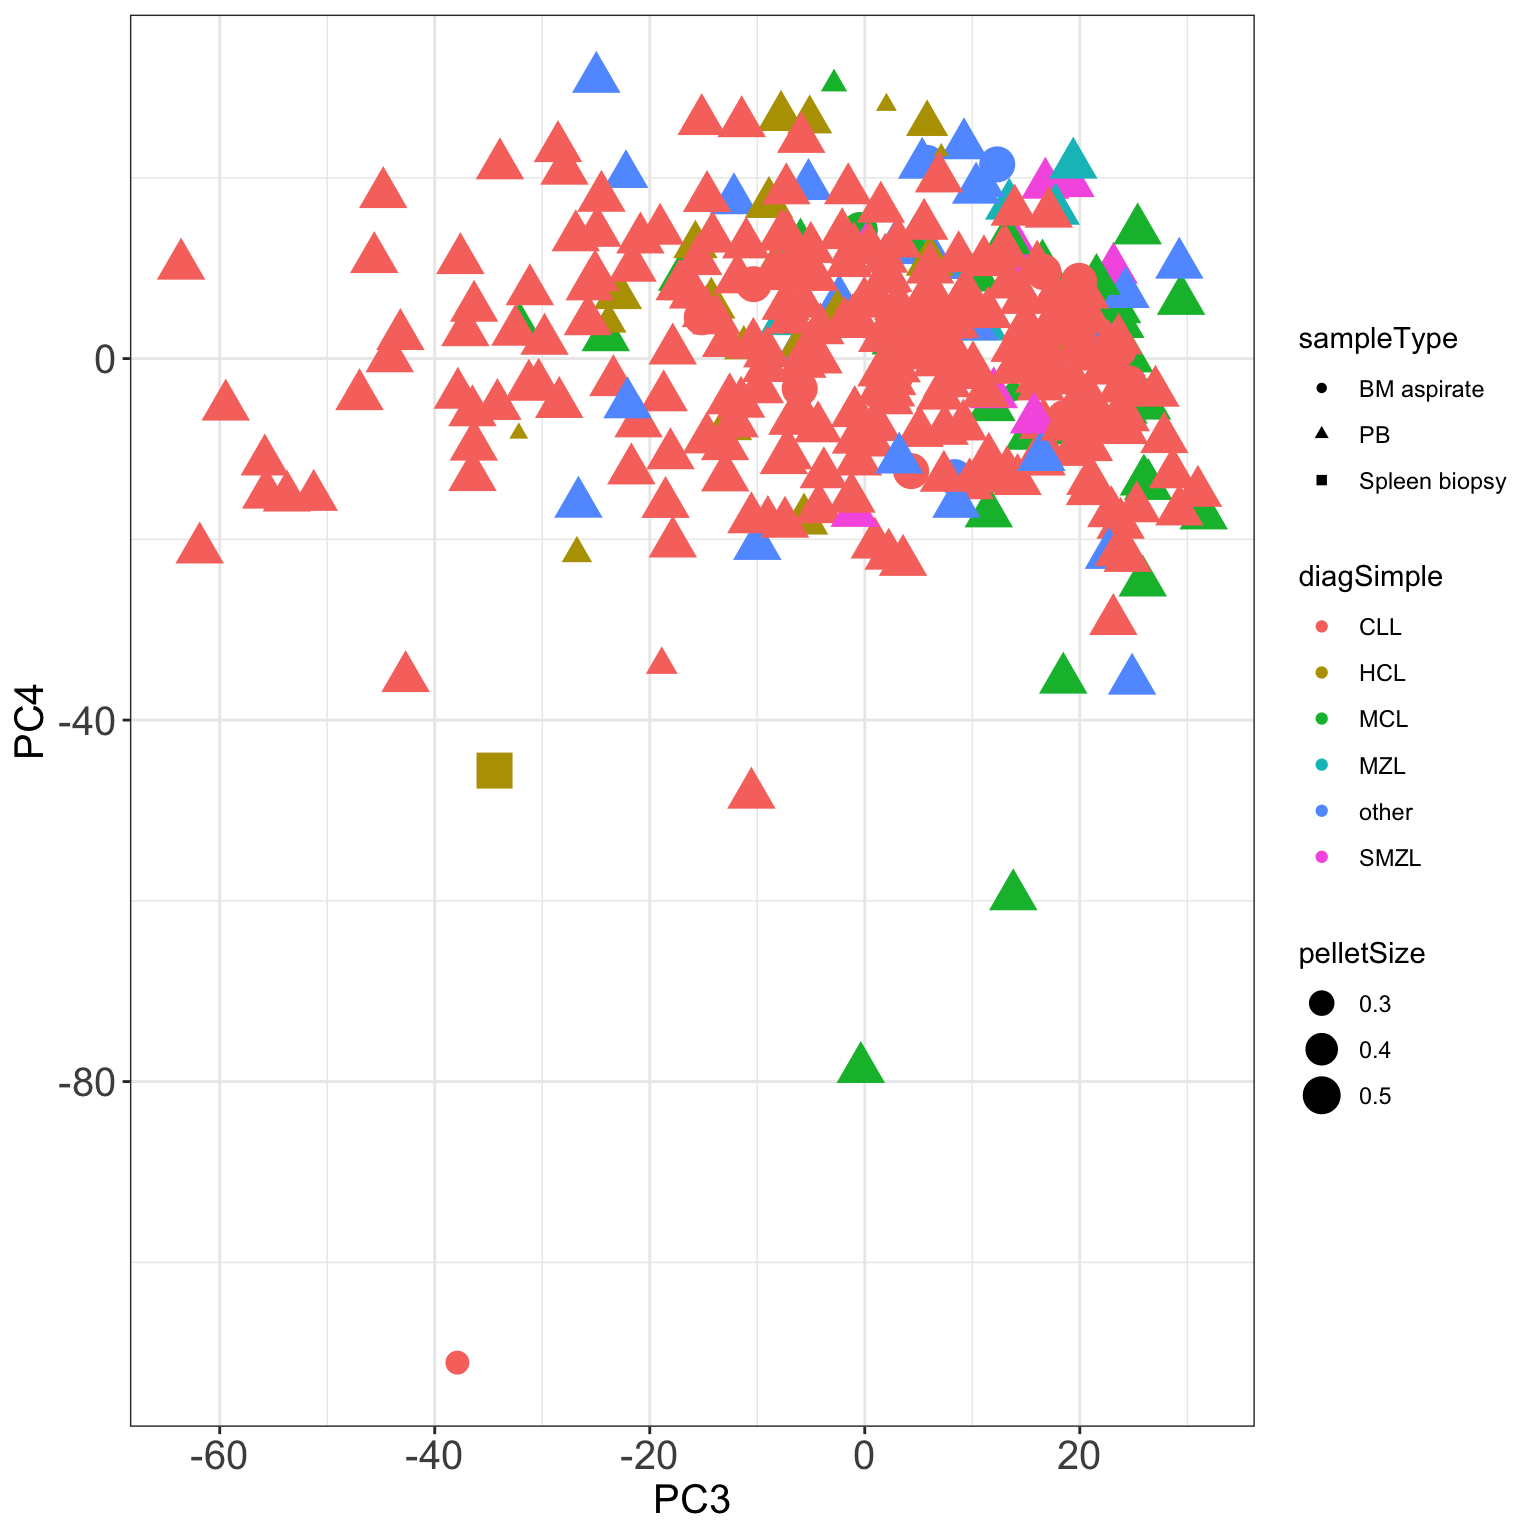 PC4
0
-40
-80
-60
-40
-20
0
20
PC3
sampleType
BM aspirate
PB
Spleen biopsy
diagSimple
CLL
HCL
MCL
MZL
other
SMZL
pelletSize
0.3
0.4
0.5